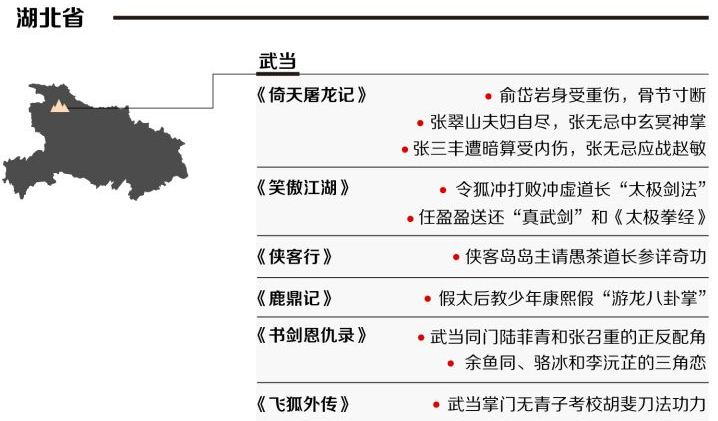 湖北省
武当
《倚天屠龙记》 • 俞岱岩身受重伤，骨节寸断
• 张翠山夫妇自尽，张无忌中玄冥神掌
• 张三丰遭暗算受内伤，张无忌应战赵敏
《笑傲江湖》 • 令狐冲打败冲虚道长“太极剑法”
• 任盈盈送还“真武剑”和《太极拳经》
《侠客行》 • 侠客岛岛主请愚茶道长参详奇功
《鹿鼎记》 • 假太后教少年康熙假“游龙八卦掌”
《书剑恩仇录》 • 武当同门陆菲青和张召重的正反配角
• 余鱼同、骆冰和李沅芷的三角恋
《飞狐外传》 • 武当掌门无青子考校胡斐刀法功力